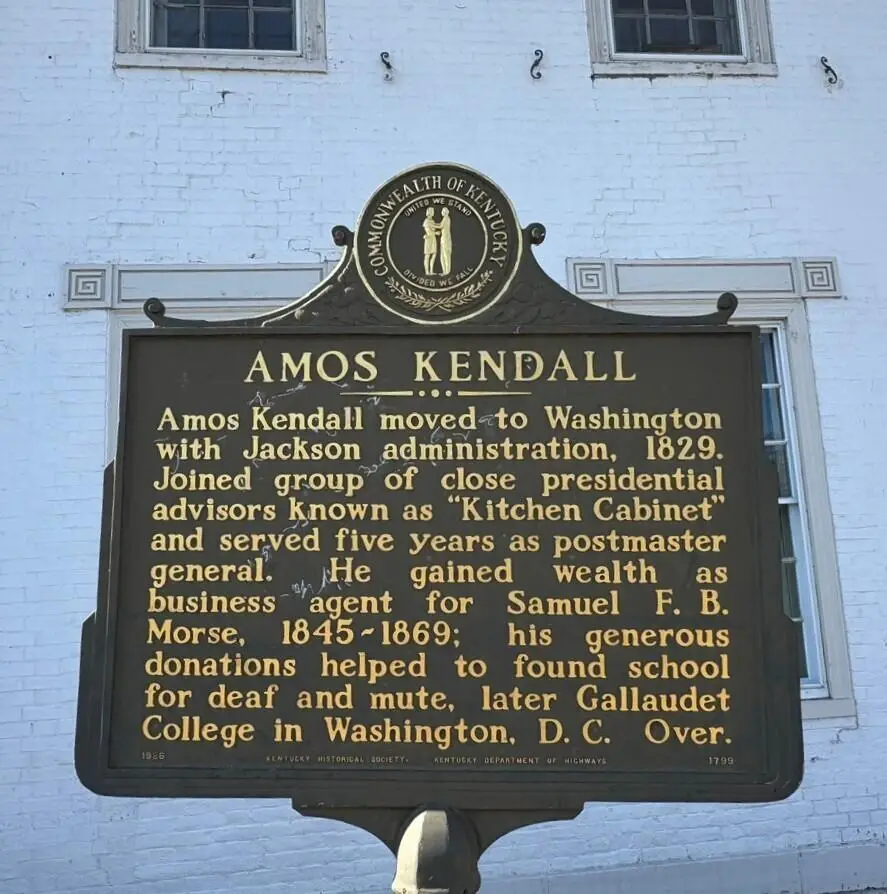 COMMONWEALTH OF KENTUCKY
UNITED WE STAND
DIVIDED WE FALL
AMOS KENDALL
Amos Kendall moved to Washington
with Jackson administration, 1829.
Joined group of close presidential
advisors known as "Kitchen Cabinet"
and served five years as postmaster
general. He gained wealth as
business agent for Samuel F. B.
Morse, 1845~1869; his generous
donations helped to found school
for deaf and mute, later Gallaudet
College in Washington, D. C. Over.
1986 KENTUCKY HISTORICAL SOCIETY, KENTUCKY DEPARTMENT OF HIGHWAYS 1799